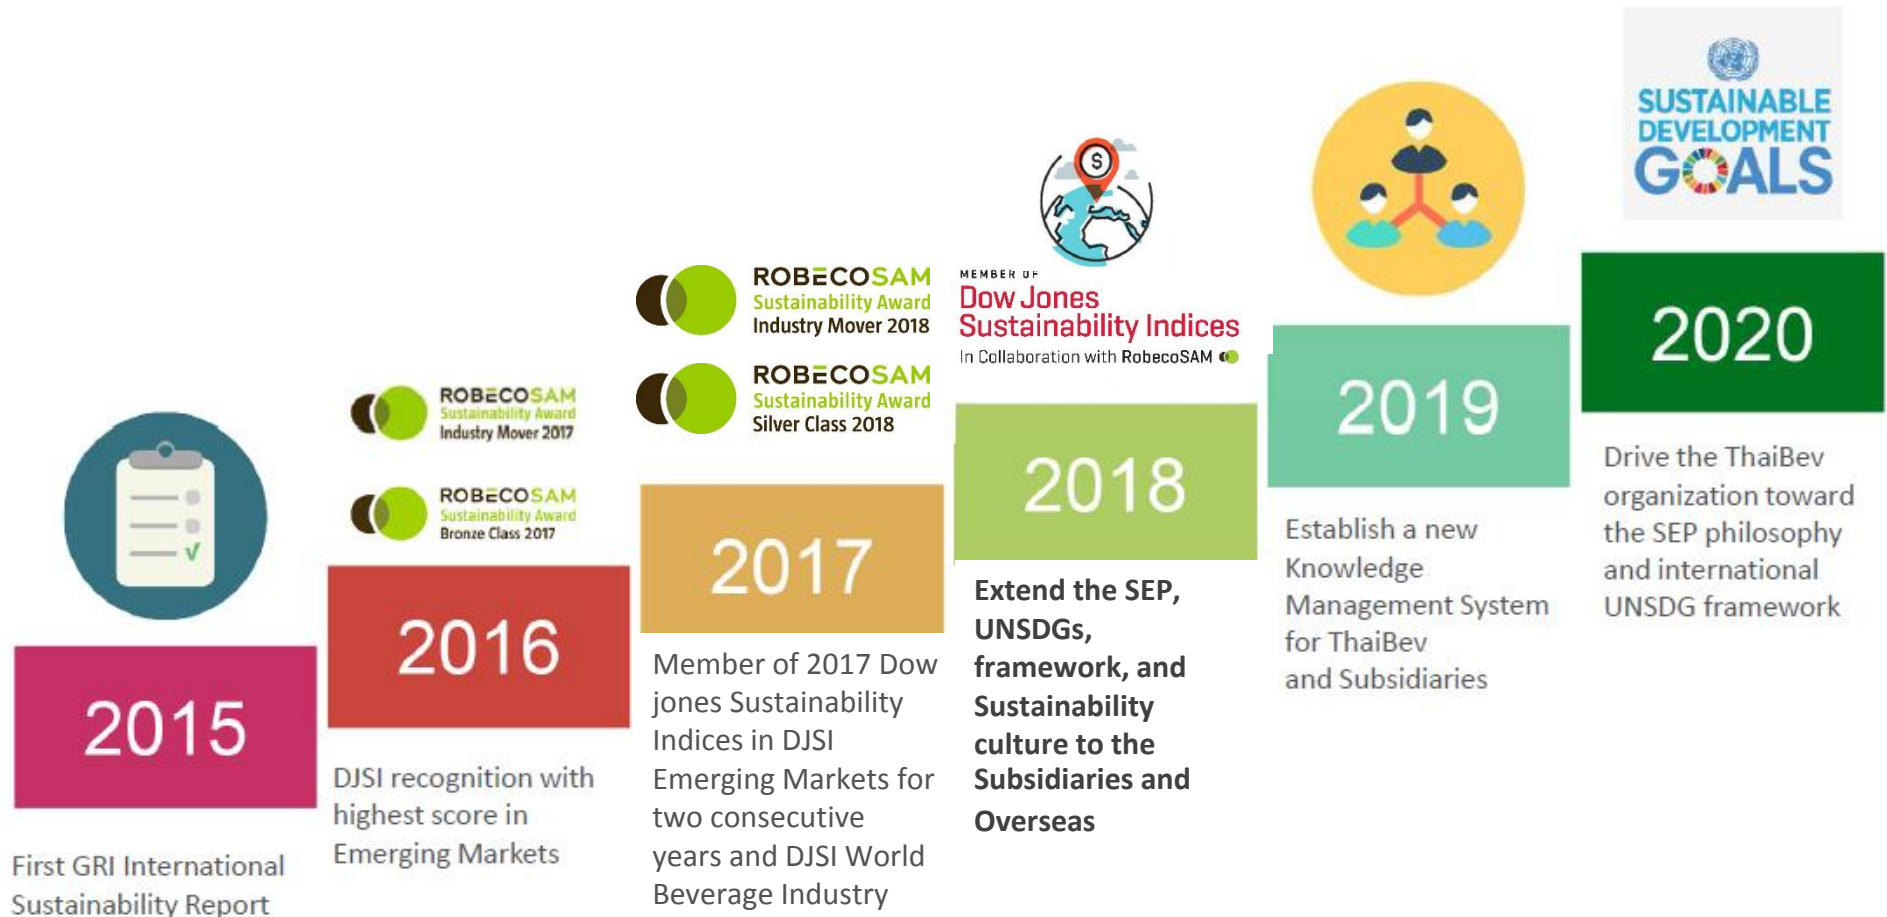 2015
First GRI International
Sustainability Report
ROBECOSAM
Sustainability Award
Industry Mover 2017
ROBECOSAM
Sustainability Award
Bronze Class 2017
2016
DJSI recognition with
highest score in
Emerging Markets
ROBECOSAM
Sustainability Award
Industry Mover 2018
ROBECOSAM
Sustainability Award
Silver Class 2018
2017
Member of 2017 Dow
jones Sustainability
Indices in DJSI
Emerging Markets for
two consecutive
years and DJSI World
Beverage Industry
$
MEMBER OF
Dow Jones
Sustainability Indices
In Collaboration with RobecoSAM
2018
Extend the SEP,
UNSDGs,
framework, and
Sustainability
culture to the
Subsidiaries and
Overseas
2019
Establish a new
Knowledge
Management System
for ThaiBev
and Subsidiaries
SUSTAINABLE
DEVELOPMENT
GOALS
2020
Drive the ThaiBev
organization toward
the SEP philosophy
and international
UNSDG framework